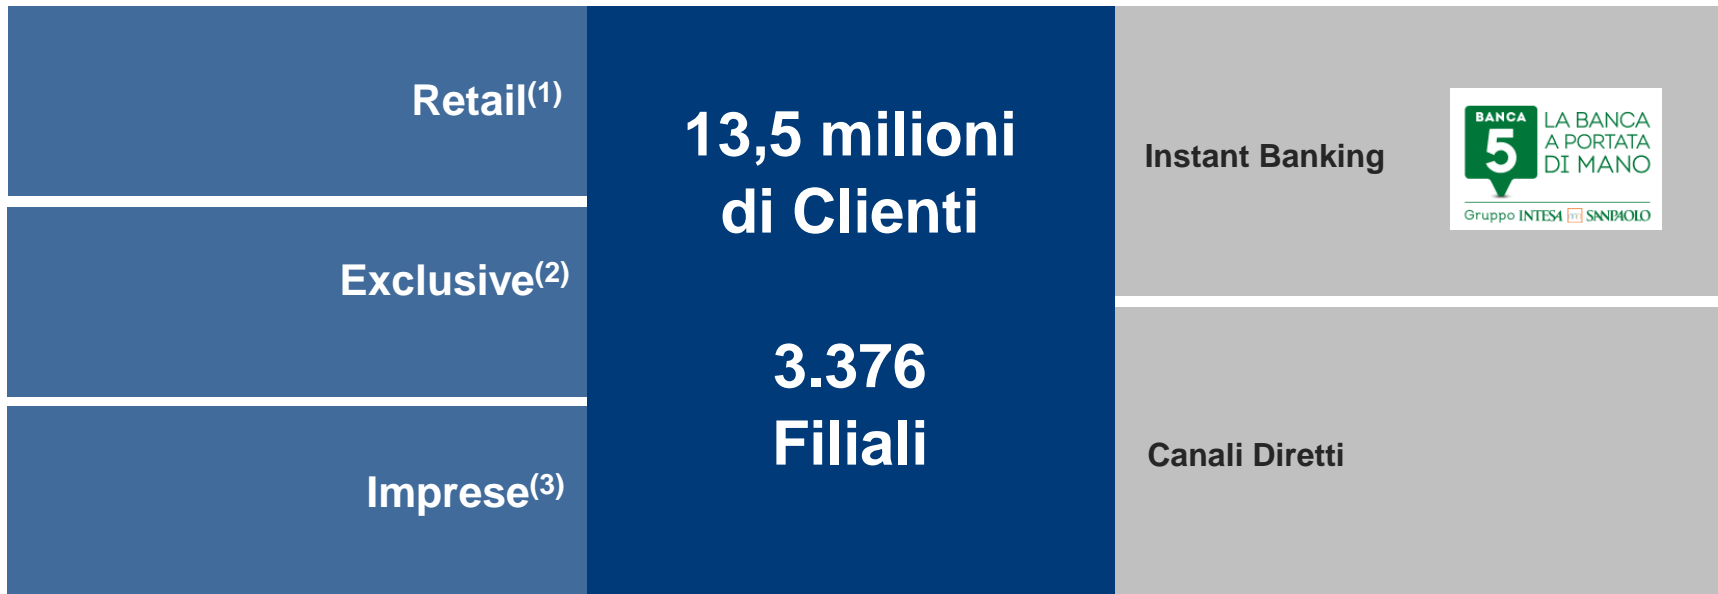 Retail(1)
Exclusive(2)
Imprese(3)
13,5 milioni
di Clienti
3.376
Filiali
Instant Banking
BANCA
5
LA BANCA
A PORTATA
DI MANO
Gruppo INTESA SANPAOLO
Canali Diretti